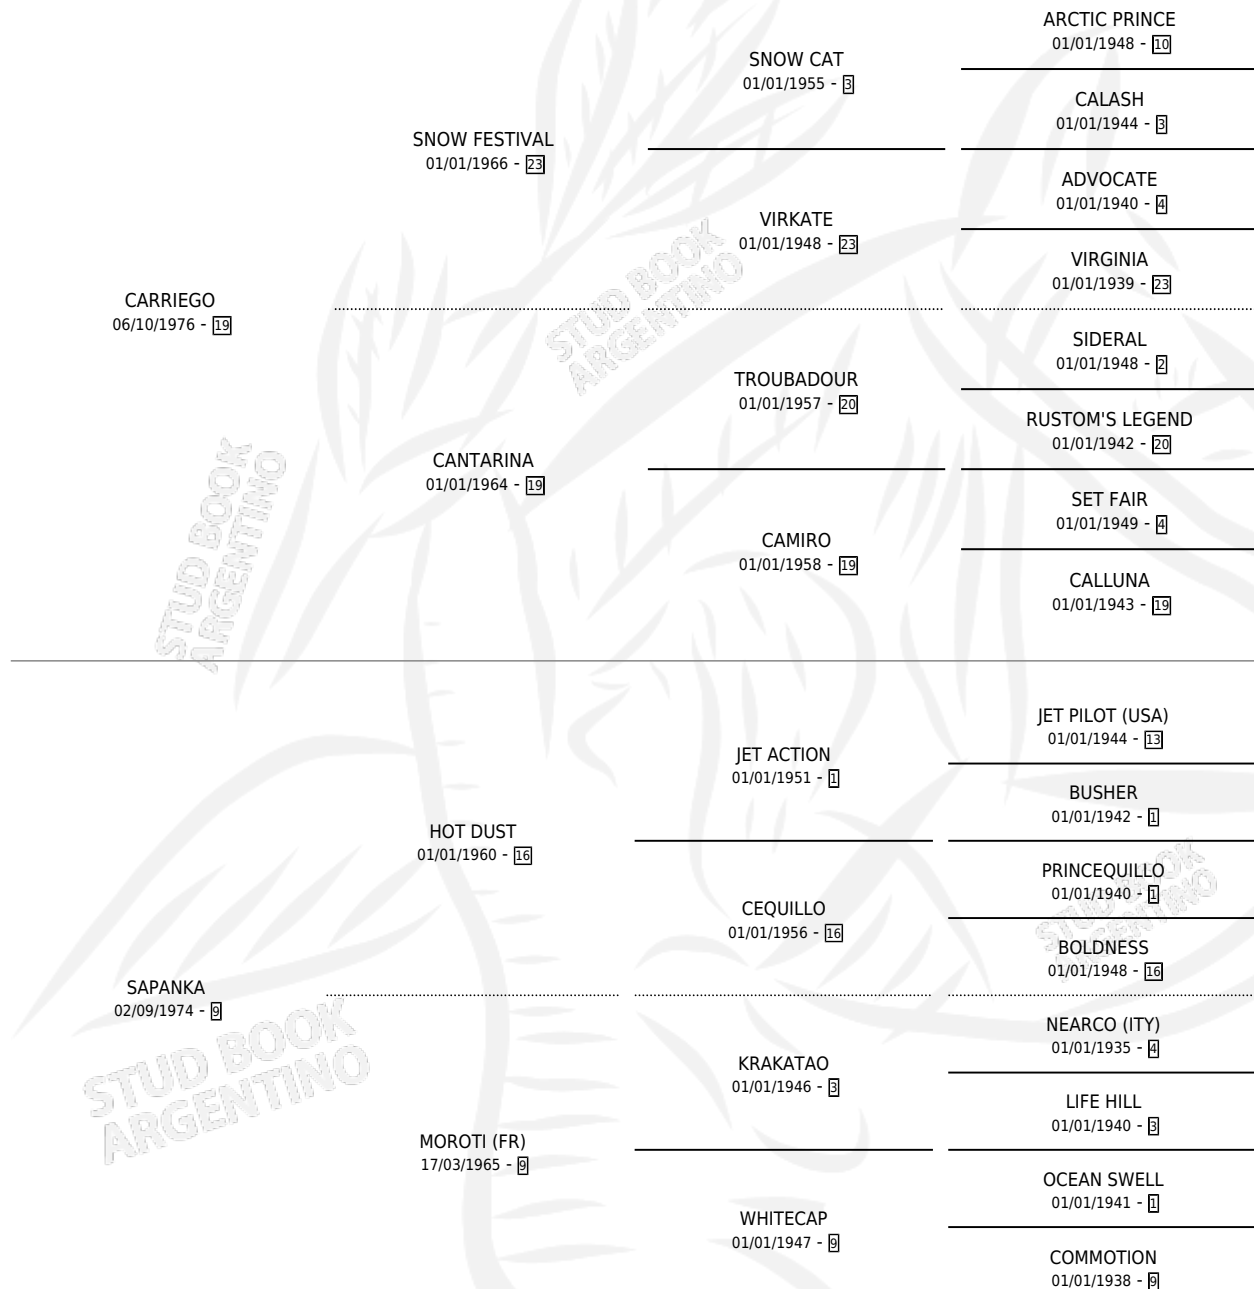 ARCTIC PRINCE
01/01/1948 - 10
SNOW CAT
01/01/1955 - 3
CALASH
01/01/1944 - 3
SNOW FESTIVAL
01/01/1966 - 23
ADVOCATE
01/01/1940 - 4
VIRKATE
01/01/1948 - 23
VIRGINIA
01/01/1939 - 23
CARRIEGO
06/10/1976 - 19
SIDERAL
01/01/1948 - 2
TROUBADOUR
01/01/1957 - 20
RUSTOM'S LEGEND
01/01/1942 - 20
CANTARINA
01/01/1964 - 19
SET FAIR
01/01/1949 - 4
CAMIRO
01/01/1958 - 19
CALLUNA
01/01/1943 - 19
JET PILOT (USA)
01/01/1944 - 13
JET ACTION
01/01/1951 - 1
BUSHER
01/01/1942 - 1
HOT DUST
01/01/1960 - 16
PRINCEQUILLO
01/01/1940 - 1
CEQUILLO
01/01/1956 - 16
BOLDNESS
01/01/1948 - 16
SAPANKA
02/09/1974 - 9
NEARCO (ITY)
01/01/1935 - 4
KRAKATAO
01/01/1946 - 3
LIFE HILL
01/01/1940 - 3
MOROTI (FR)
17/03/1965 - 9
OCEAN SWELL
01/01/1941 - 1
WHITECAP
01/01/1947 - 9
COMMOTION
01/01/1938 - 9
STUD BOOK
ARGENTINO
STUD BOOK
ARGENTINO
STUD BOOK
ARGENTINO
STUD BOOK
ARGENTINO